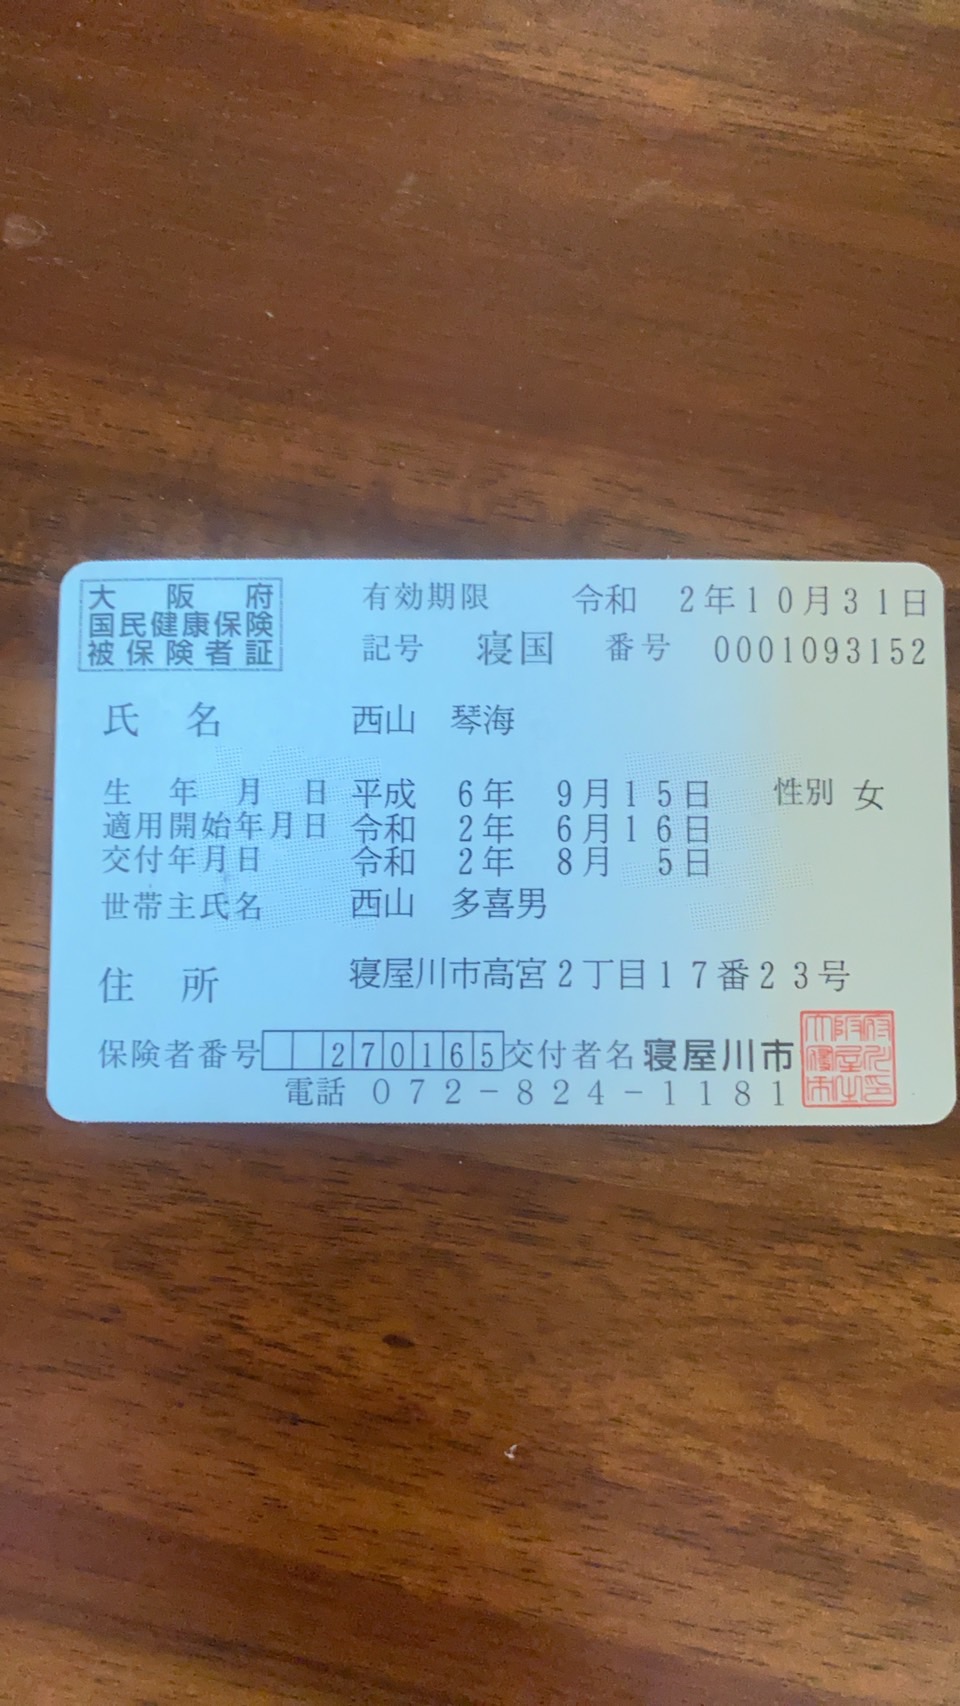 大阪府
国民健康保険
被保険者証
有効期限 令和 2年10月31日
記号 寝国 番号 0001093152
氏名 西山 琴海
生年月日 平成 6年 9月15日 性別 女
適用開始年月日 令和 2年 6月16日
交付年月日 令和 2年 8月 5日
世帯主氏名 西山 多喜男
住所 寝屋川市高宮2丁目17番23号
保険者番号 270165 交付者名 寝屋川市
電話 072-824-1181